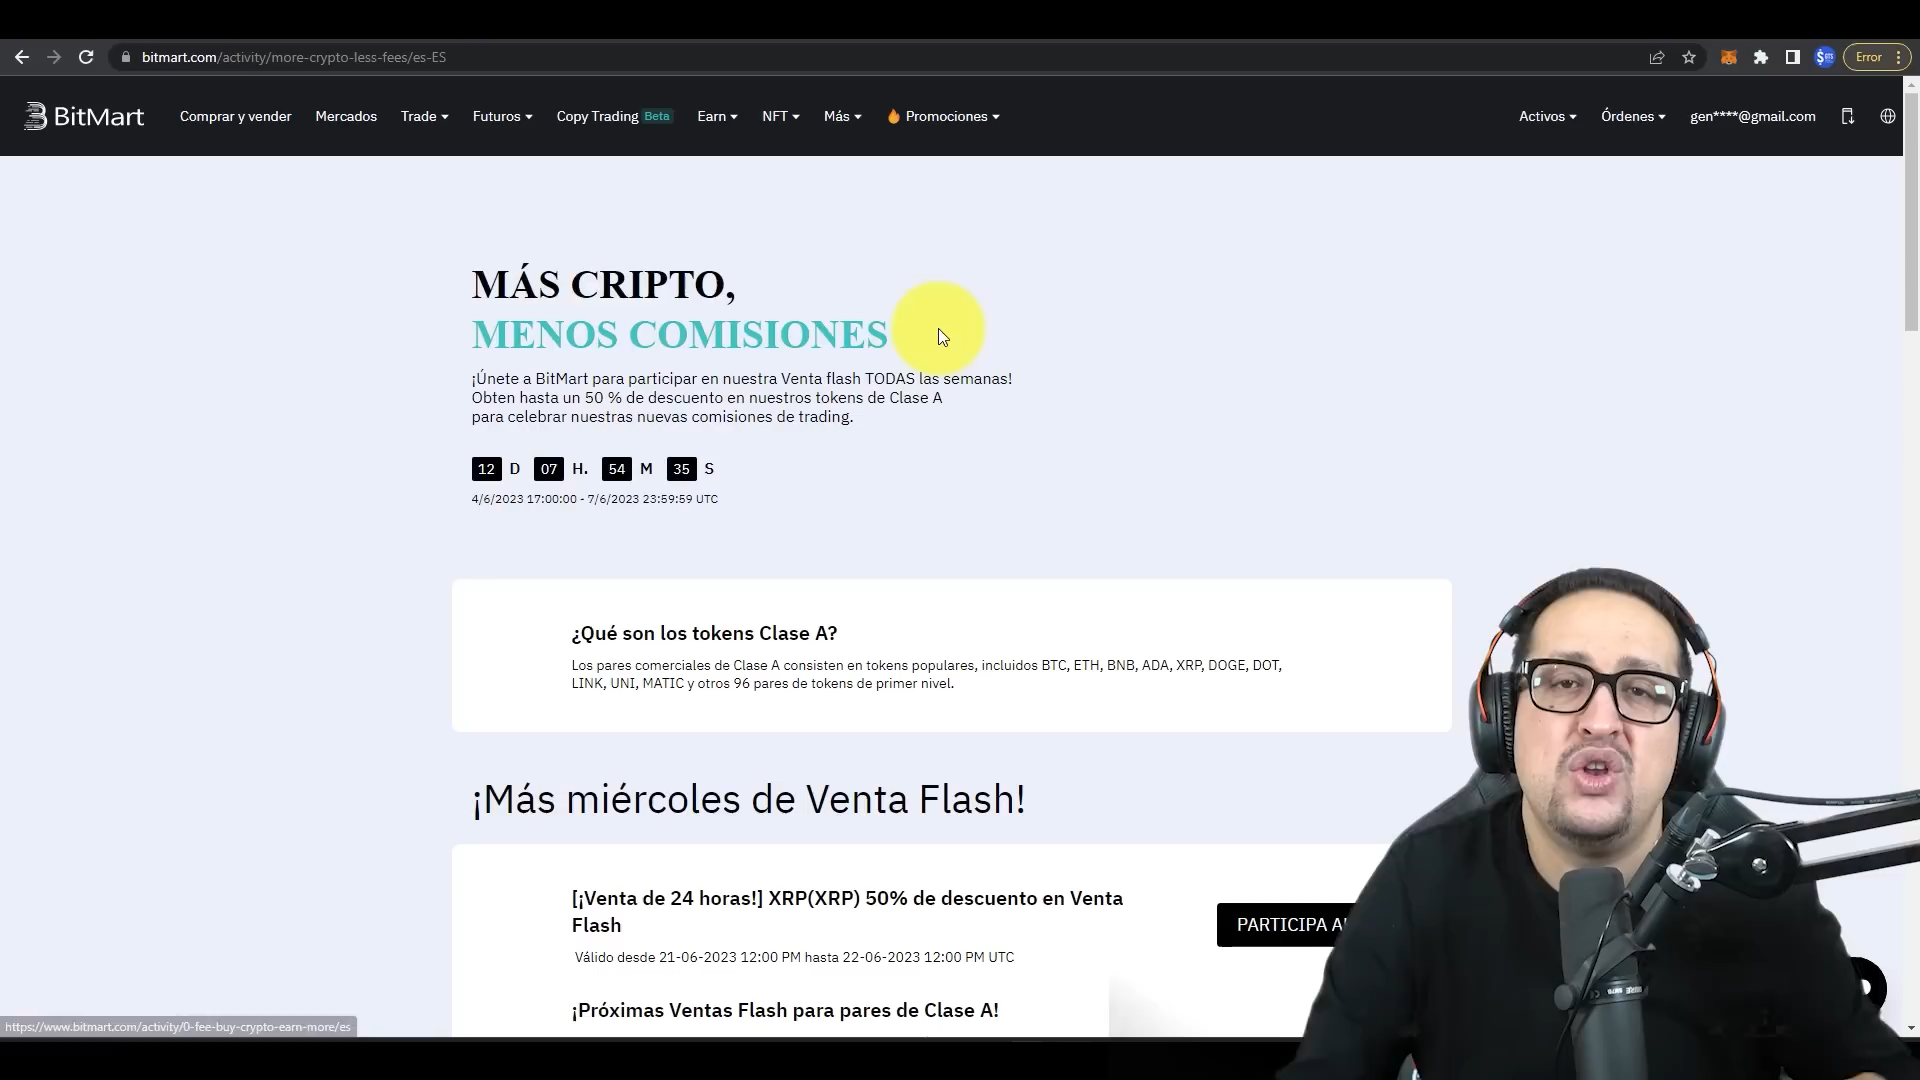 bitmart.com/activity/more-crypto-less-fees/es-ES
Error
BitMart
Comprar y vender
Mercados
Trade
Futuros
Copy Trading Beta
Earn
NFT
Más
Promociones
Activos
Órdenes
gen****@gmail.com
MÁS CRIPTO,
MENOS COMISIONES
¡Únete a BitMart para participar en nuestra Venta flash TODAS las semanas!
Obten hasta un 50 % de descuento en nuestros tokens de Clase A
para celebrar nuestras nuevas comisiones de trading.
12 D 07 H. 54 M 35 S
4/6/2023 17:00:00 - 7/6/2023 23:59:59 UTC
¿Qué son los tokens Clase A?
Los pares comerciales de Clase A consisten en tokens populares, incluidos BTC, ETH, BNB, ADA, XRP, DOGE, DOT,
LINK, UNI, MATIC y otros 96 pares de tokens de primer nivel.
¡Más miércoles de Venta Flash!
[¡Venta de 24 horas!] XRP(XRP) 50% de descuento en Venta
Flash
PARTICIPA
Válido desde 21-06-2023 12:00 PM hasta 22-06-2023 12:00 PM UTC
¡Próximas Ventas Flash para pares de Clase A!
https://www.bitmart.com/activity/0-fee-buy-crypto-earn-more/es